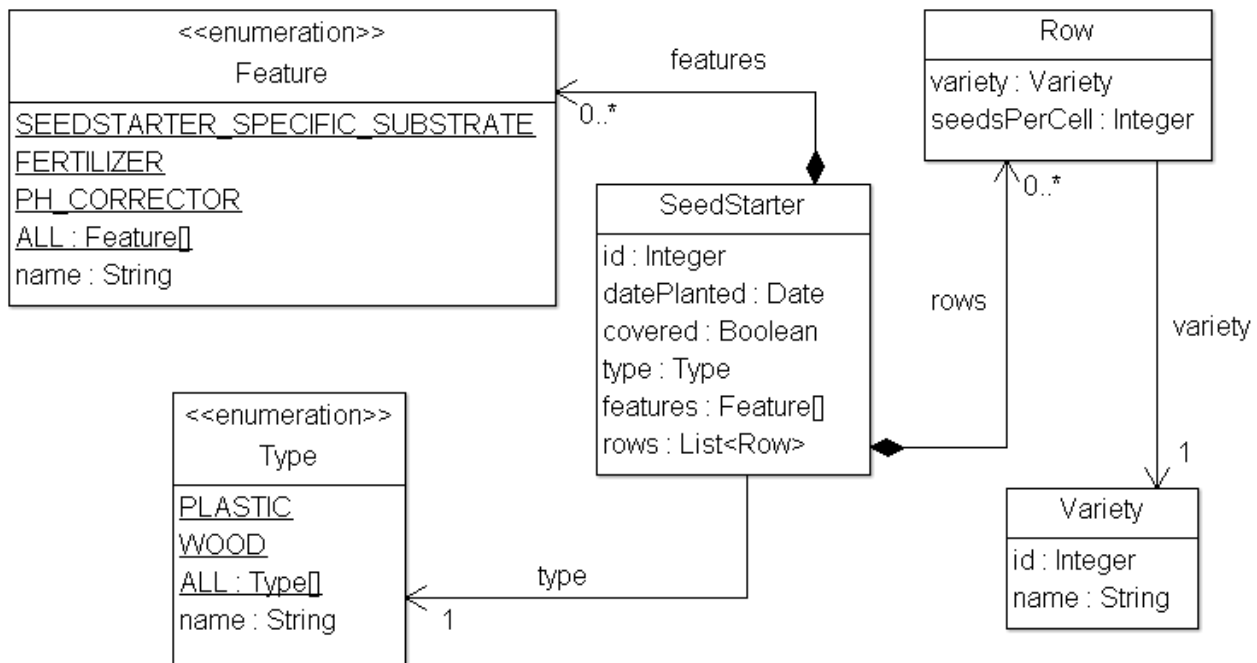 <<enumeration>>
Feature
SEEDSTARTER_SPECIFIC_SUBSTRATE
FERTILIZER
PH_CORRECTOR
ALL : Feature[]
name : String
features
0..*
Row
variety : Variety
seedsPerCell : Integer
0..*
SeedStarter
id : Integer
datePlanted : Date
covered : Boolean
type : Type
features : Feature[]
rows : List<Row>
rows
variety
<<enumeration>>
Type
PLASTIC
WOOD
ALL : Type[]
name : String
type
1
1
Variety
id : Integer
name : String